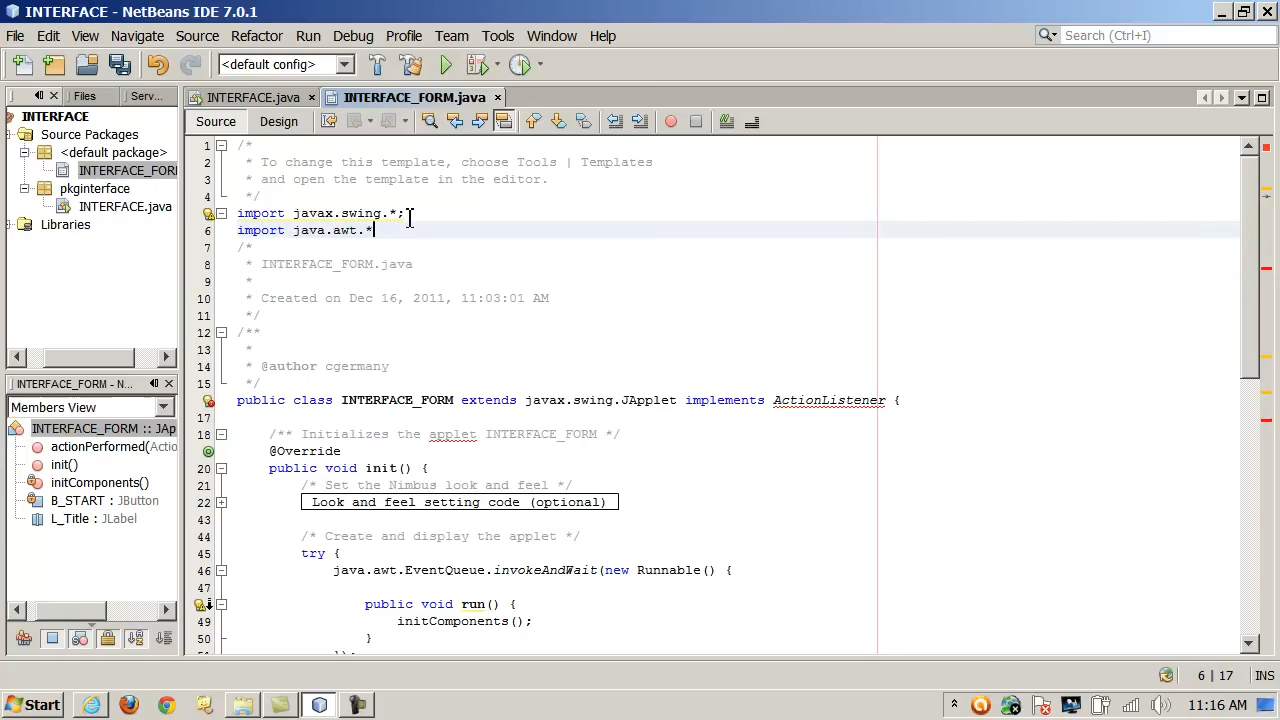 INTERFACE - NetBeans IDE 7.0.1
File Edit View Navigate Source Refactor Run Debug Profile Team Tools Window Help
Search (Ctrl+I)
<default config>
Files Serv...
INTERFACE.java INTERFACE_FORM.java
INTERFACE
Source Packages
<default package>
INTERFACE_FORM
pkginterface
INTERFACE.java
Libraries
Source Design
1 /*
2 * To change this template, choose Tools | Templates
3 * and open the template in the editor.
4 */
import javax.swing.*;
6 import java.awt.*
7 /*
8 * INTERFACE_FORM.java
9 *
10 * Created on Dec 16, 2011, 11:03:01 AM
11 */
12 /**
13 *
14 * @author cgermany
15 */
public class INTERFACE_FORM extends javax.swing.JApplet implements ActionListener {
17
18 /** Initializes the applet INTERFACE_FORM */
@Override
20 public void init() {
21 /* Set the Nimbus look and feel */
22 Look and feel setting code (optional)
43
44 /* Create and display the applet */
45 try {
46 java.awt.EventQueue.invokeAndWait(new Runnable() {
47
public void run() {
49 initComponents();
50 }
51 });
INTERFACE_FORM - N...
Members View
INTERFACE_FORM :: JAp
actionPerformed(Actio
init()
initComponents()
B_START : JButton
L_Title : JLabel
6 | 17 INS
Start
11:16 AM